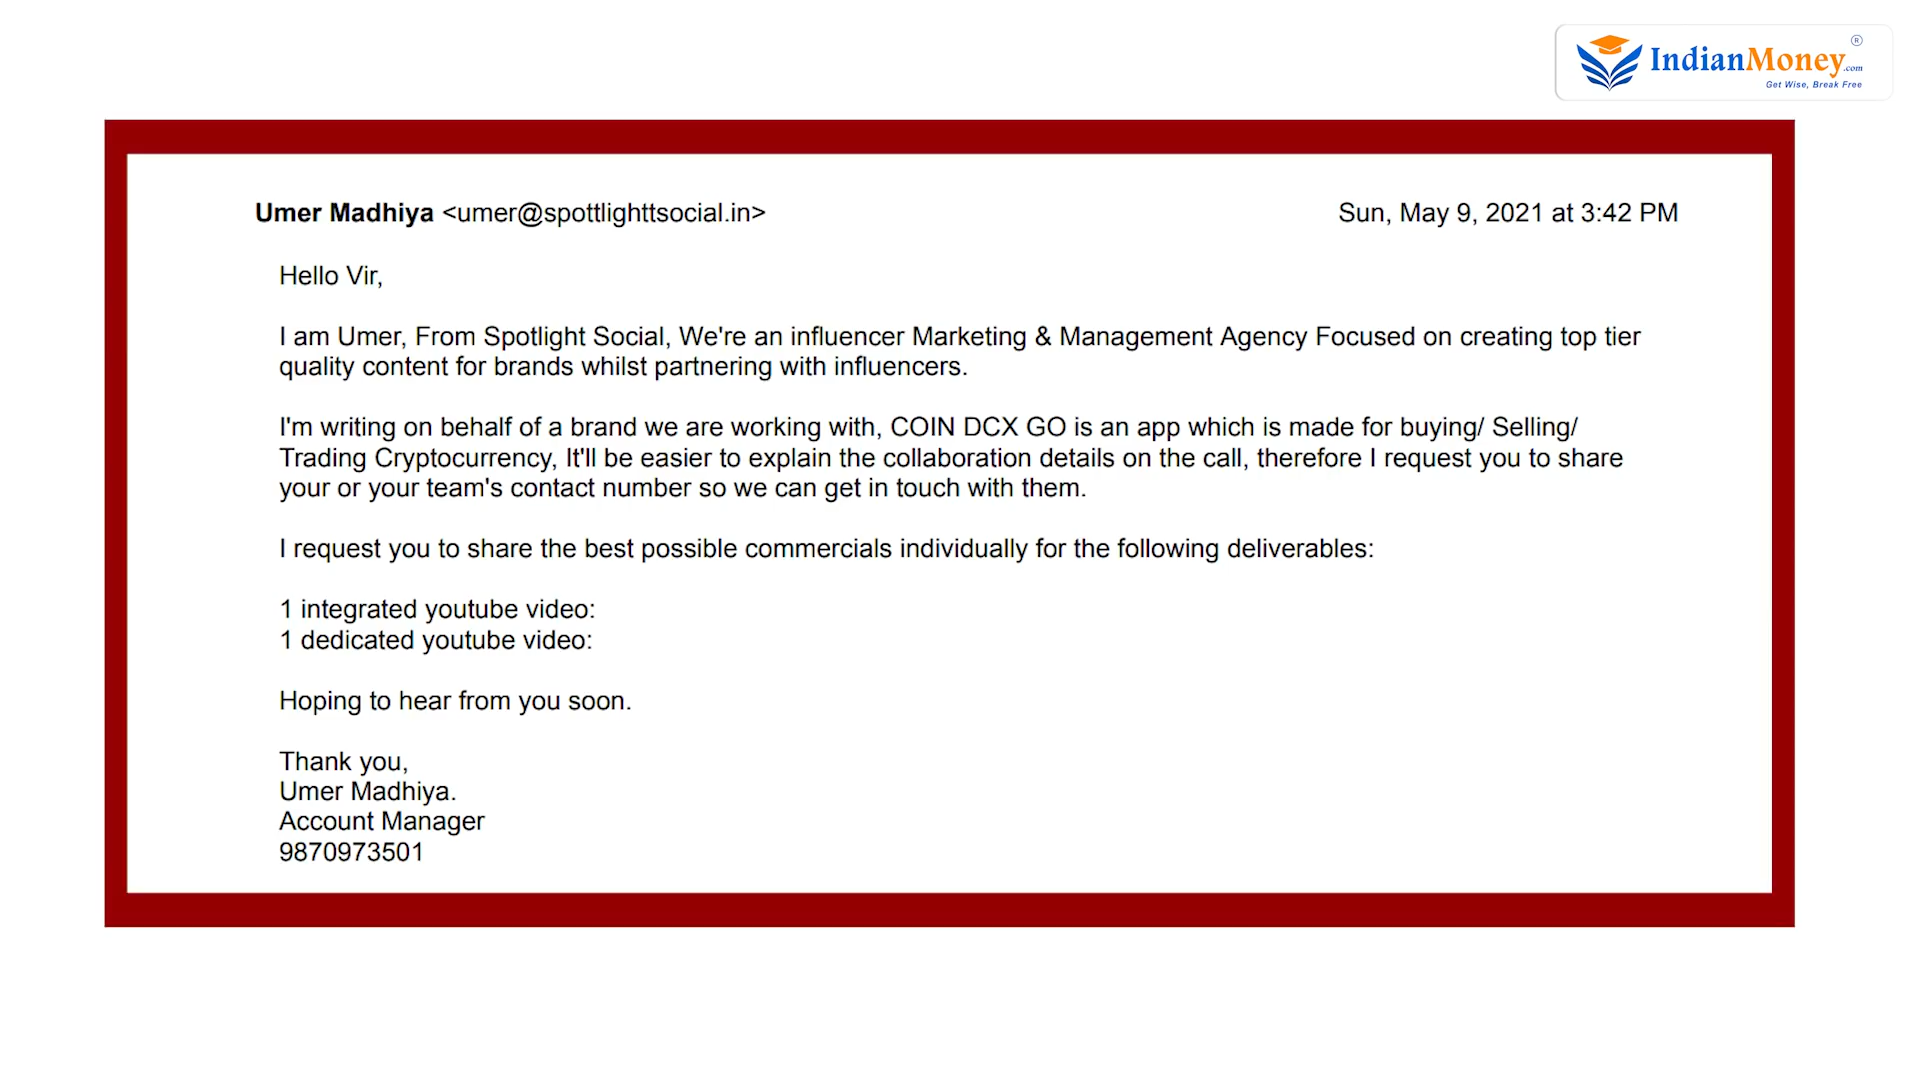 IndianMoney.com ®
Get Wise, Break Free
Umer Madhiya <umer@spottlighttsocial.in> Sun, May 9, 2021 at 3:42 PM
Hello Vir,
I am Umer, From Spotlight Social, We're an influencer Marketing & Management Agency Focused on creating top tier
quality content for brands whilst partnering with influencers.
I'm writing on behalf of a brand we are working with, COIN DCX GO is an app which is made for buying/ Selling/
Trading Cryptocurrency, It'll be easier to explain the collaboration details on the call, therefore I request you to share
your or your team's contact number so we can get in touch with them.
I request you to share the best possible commercials individually for the following deliverables:
1 integrated youtube video:
1 dedicated youtube video:
Hoping to hear from you soon.
Thank you,
Umer Madhiya.
Account Manager
9870973501